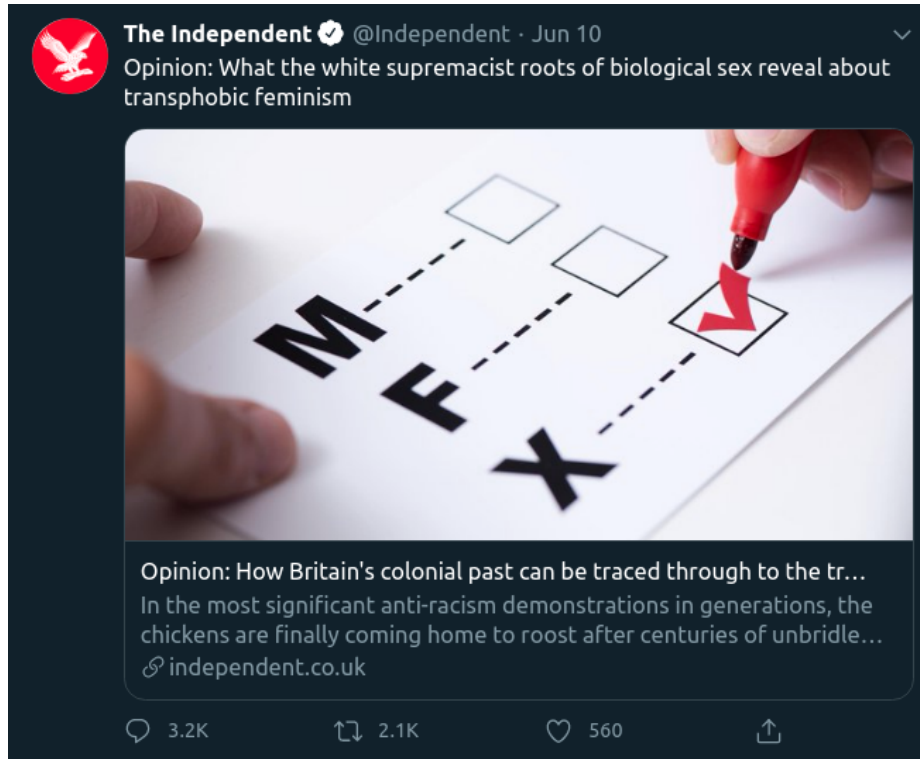 The Independent @Independent · Jun 10
Opinion: What the white supremacist roots of biological sex reveal about
transphobic feminism
M
F
X
Opinion: How Britain's colonial past can be traced through to the tr...
In the most significant anti-racism demonstrations in generations, the
chickens are finally coming home to roost after centuries of unbridle...
independent.co.uk
3.2K 2.1K 560